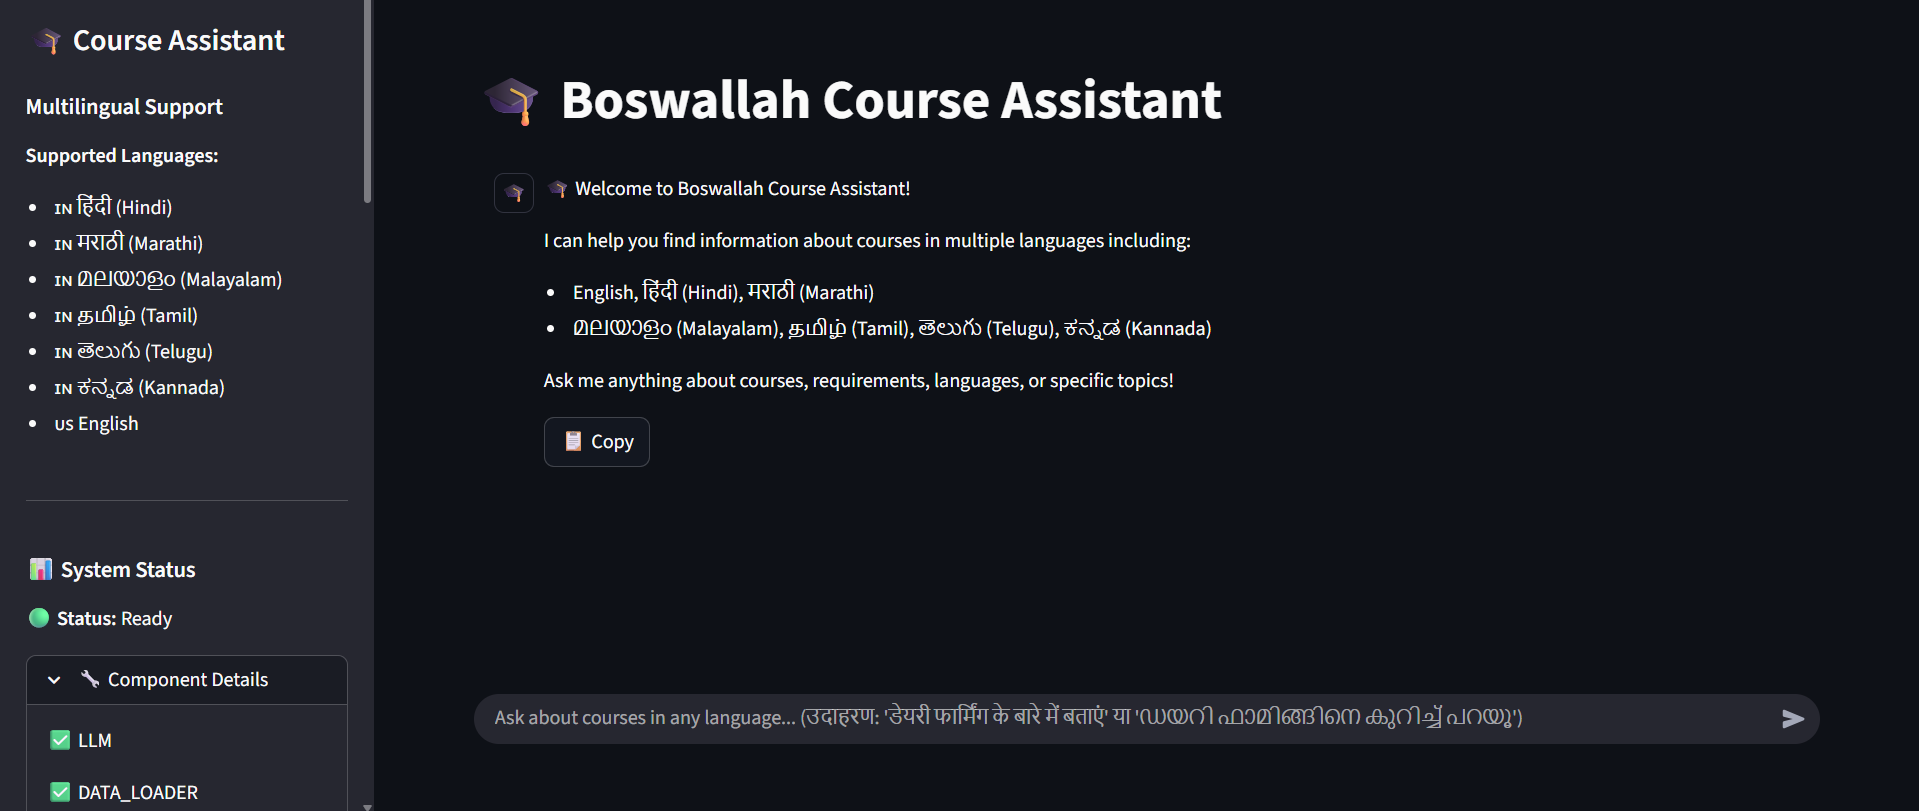 Course Assistant
Multilingual Support
Supported Languages:
IN हिंदी (Hindi)
IN मराठी (Marathi)
IN മലയാളം (Malayalam)
IN தமிழ் (Tamil)
IN తెలుగు (Telugu)
IN ಕನ್ನಡ (Kannada)
US English
System Status
Status: Ready
Component Details
LLM
DATA_LOADER
Boswallah Course Assistant
Welcome to Boswallah Course Assistant!
I can help you find information about courses in multiple languages including:
English, हिंदी (Hindi), मराठी (Marathi)
മലയാളം (Malayalam), தமிழ் (Tamil), తెలుగు (Telugu), ಕನ್ನಡ (Kannada)
Ask me anything about courses, requirements, languages, or specific topics!
Copy
Ask about courses in any language... (उदाहरण: 'डेयरी फार्मिंग के बारे में बताएं' या 'ഡയറി ഫാമിങ്ങിനെ കുറിച്ച് പറയൂ')